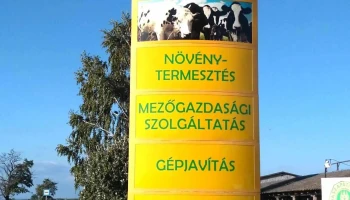 NÖVÉNY-
TERMESZTÉS
MEZŐGAZDASÁGI
SZOLGÁLTATÁS
GÉPJAVÍTÁS